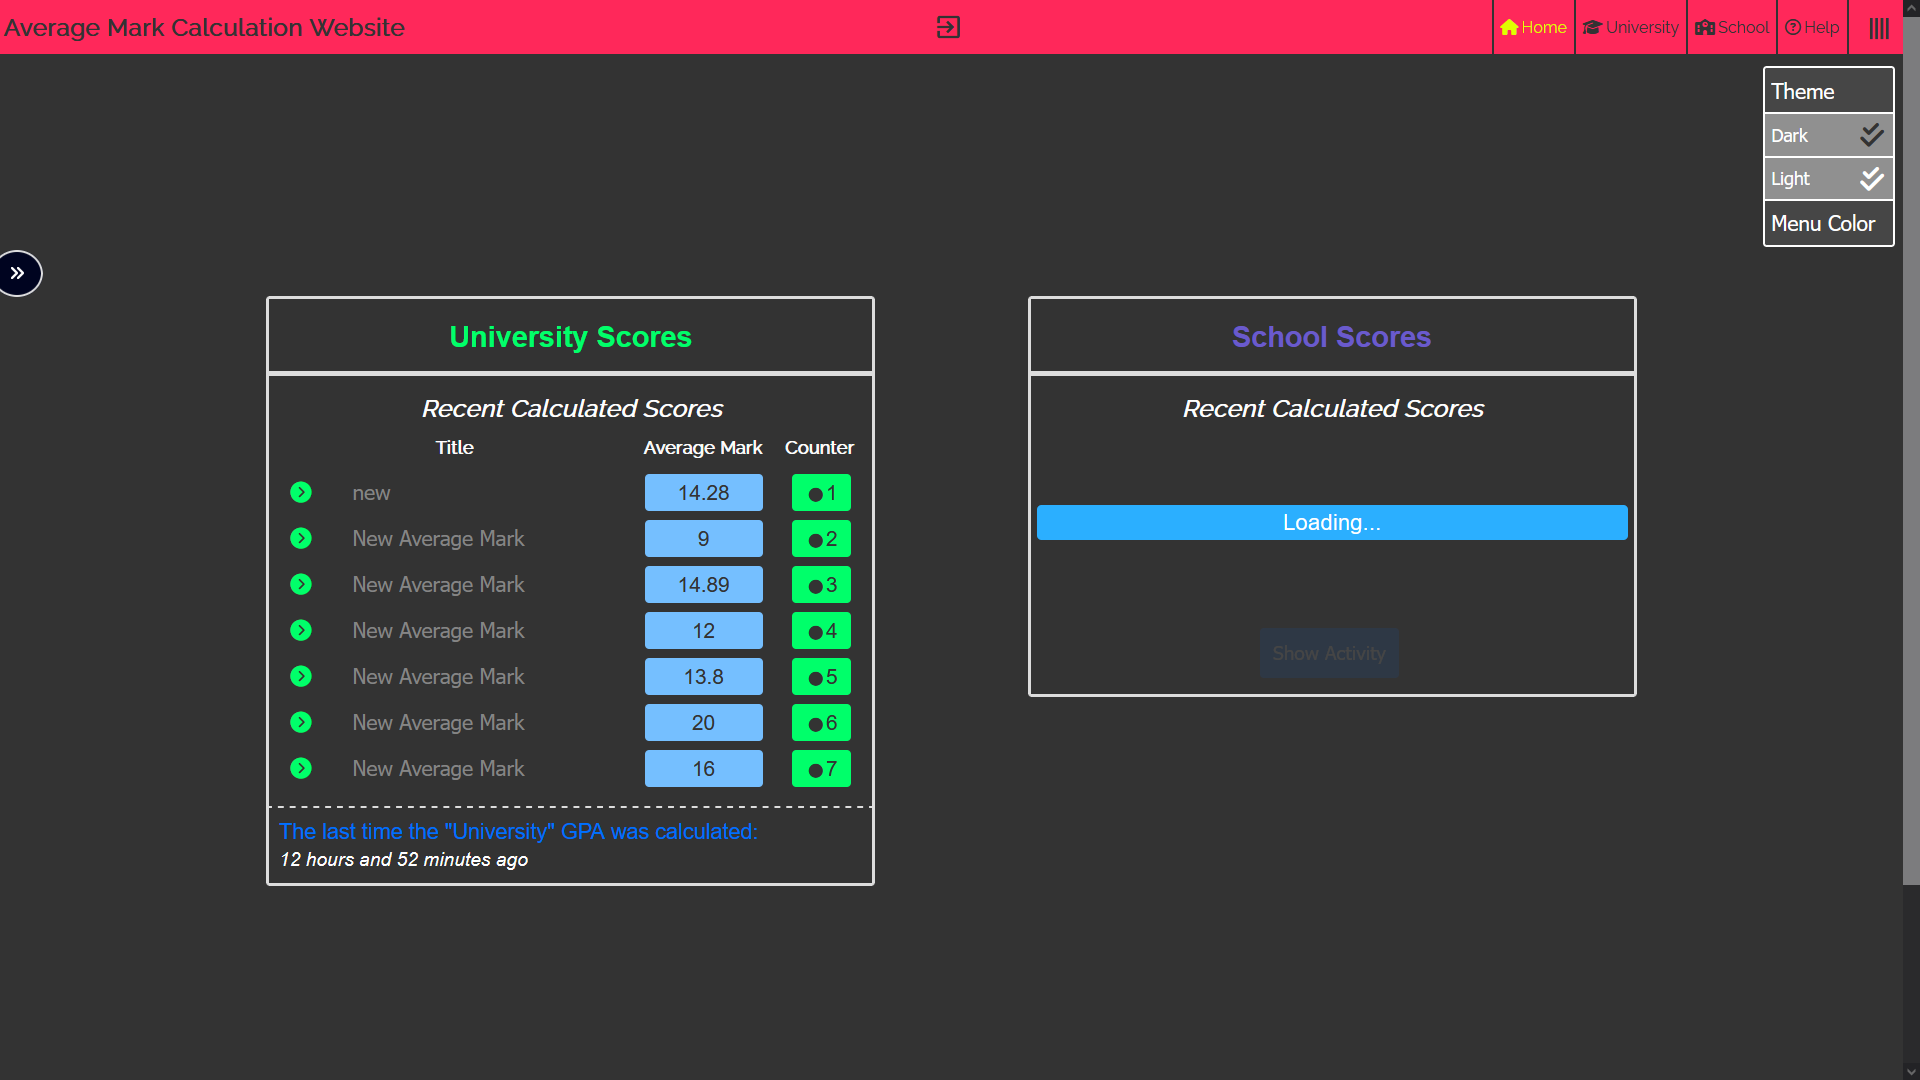 Average Mark Calculation Website
Home
University
School
Help
Theme
Dark
Light
Menu Color
University Scores
Recent Calculated Scores
Title Average Mark Counter
new 14.28 1
New Average Mark 9 2
New Average Mark 14.89 3
New Average Mark 12 4
New Average Mark 13.8 5
New Average Mark 20 6
New Average Mark 16 7
The last time the "University" GPA was calculated:
12 hours and 52 minutes ago
School Scores
Recent Calculated Scores
Loading...
Show Activity